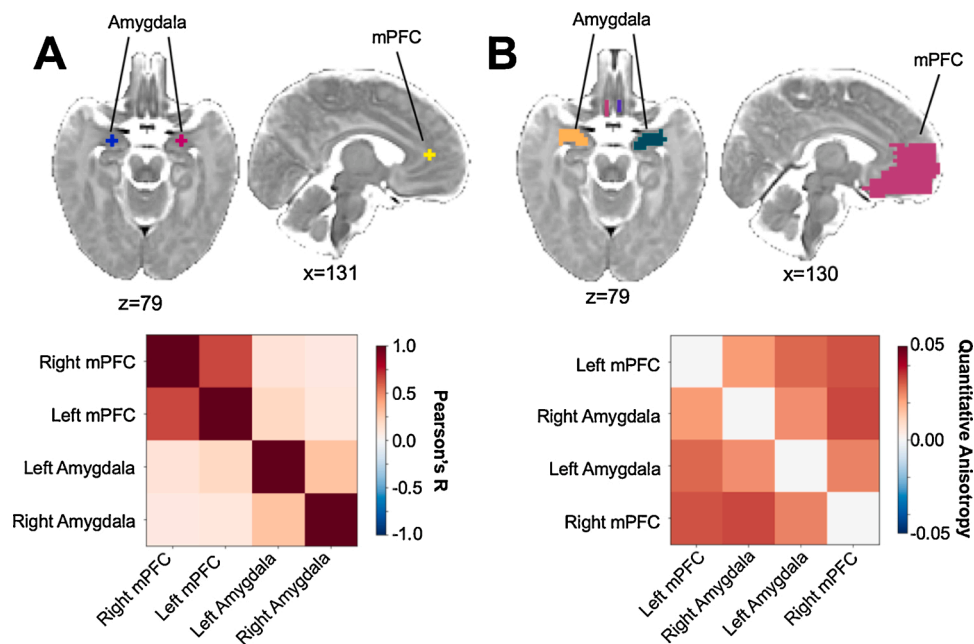 A
Amygdala
mPFC
x=131
z=79
Right mPFC
Left mPFC
Left Amygdala
Right Amygdala
Right mPFC
Left mPFC
Left Amygdala
Right Amygdala
1.0
0.5
0.0
-0.5
-1.0
Pearson's R
B
Amygdala
mPFC
x=130
z=79
Left mPFC
Right Amygdala
Left Amygdala
Right mPFC
Left mPFC
Right Amygdala
Left Amygdala
Right mPFC
0.05
0.00
-0.05
Quantitative Anisotropy